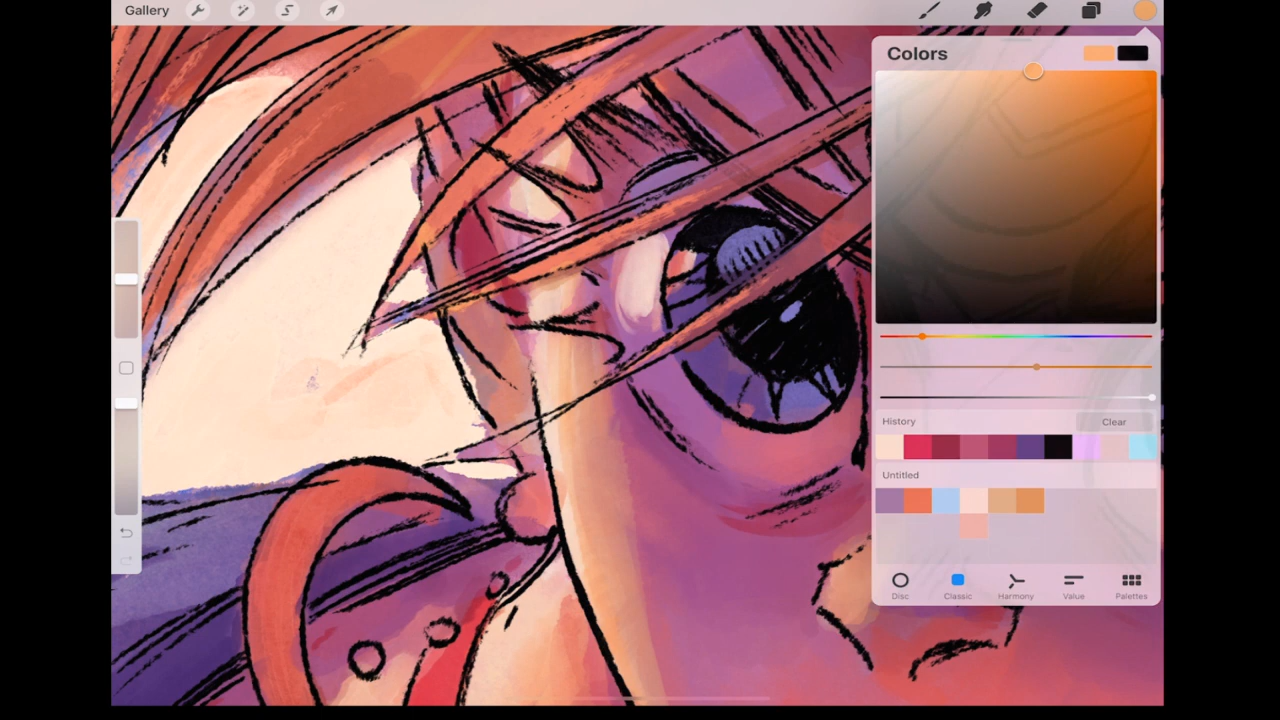 Gallery
Colors
History
Clear
Untitled
Disc
Classic
Harmony
Value
Palettes